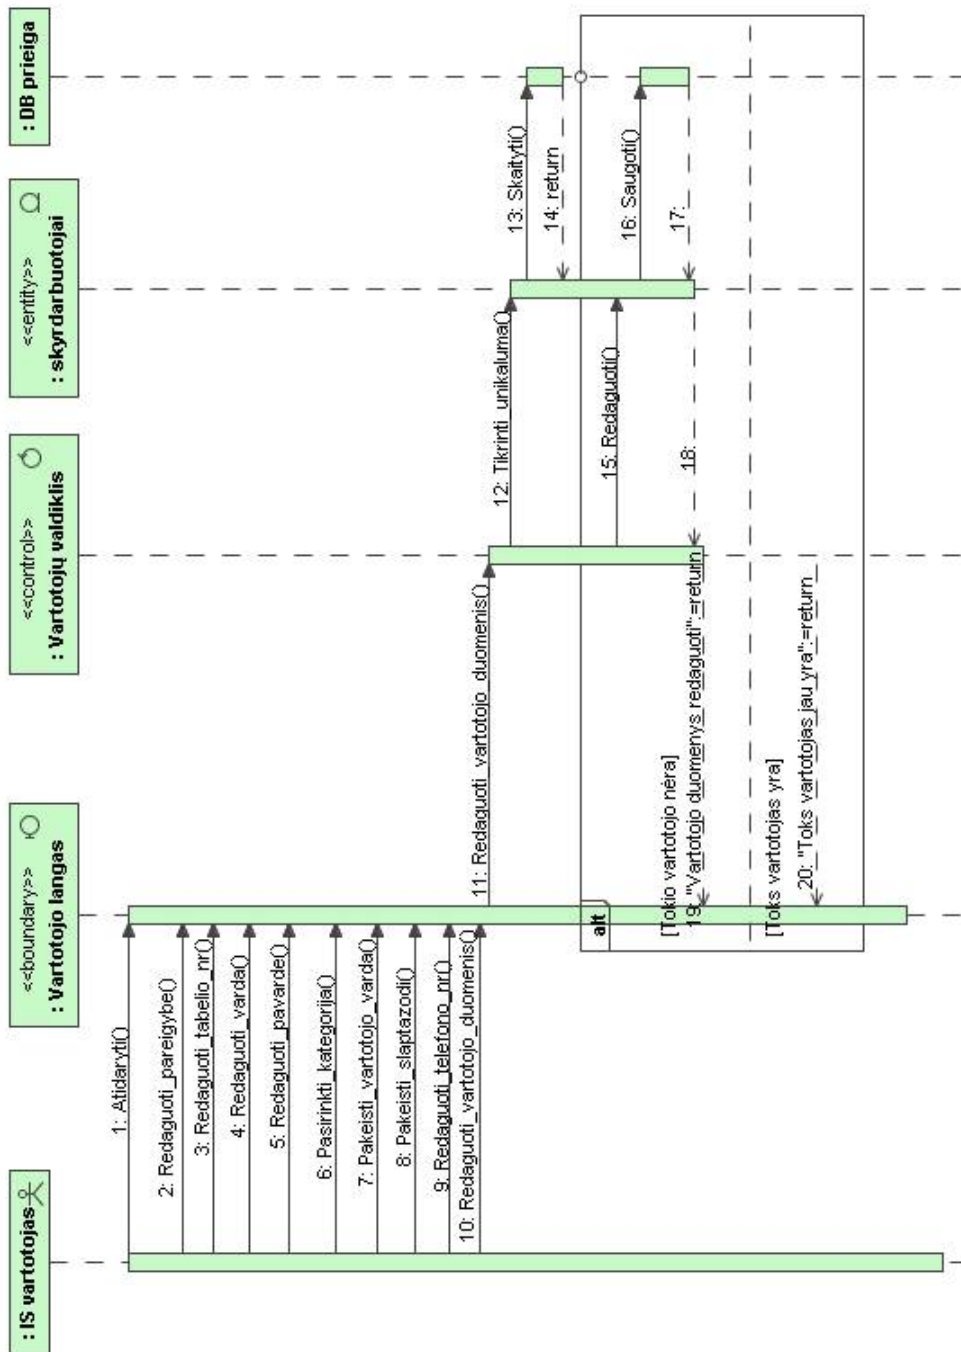 : IS vartotojas
<<boundary>>
: Vartotojo langas
<<control>>
: Vartotojų valdiklis
<<entity>>
: skyrdarbuotojai
: DB prieiga
1: Atidaryti()
2: Redaguoti_pareigybe()
3: Redaguoti_tabelio_nr()
4: Redaguoti_varda()
5: Redaguoti_pavarde()
6: Pasirinkti_kategorija()
7: Pakeisti_vartotojo_varda()
8: Pakeisti_slaptazodi()
9: Redaguoti_telefono_nr()
10: Redaguoti_vartotojo_duomenis()
11: Redaguoti_vartotojo_duomenis()
12: Tikrinti_unikaluma()
13: Skaityti()
14: return
alt
15: Redaguoti()
16: Saugoti()
[Tokio vartotojo nėra]
17:
18:
19: "Vartotojo duomenys redaguoti":=return
[Toks vartotojas yra]
20: "Toks vartotojas jau yra":=return